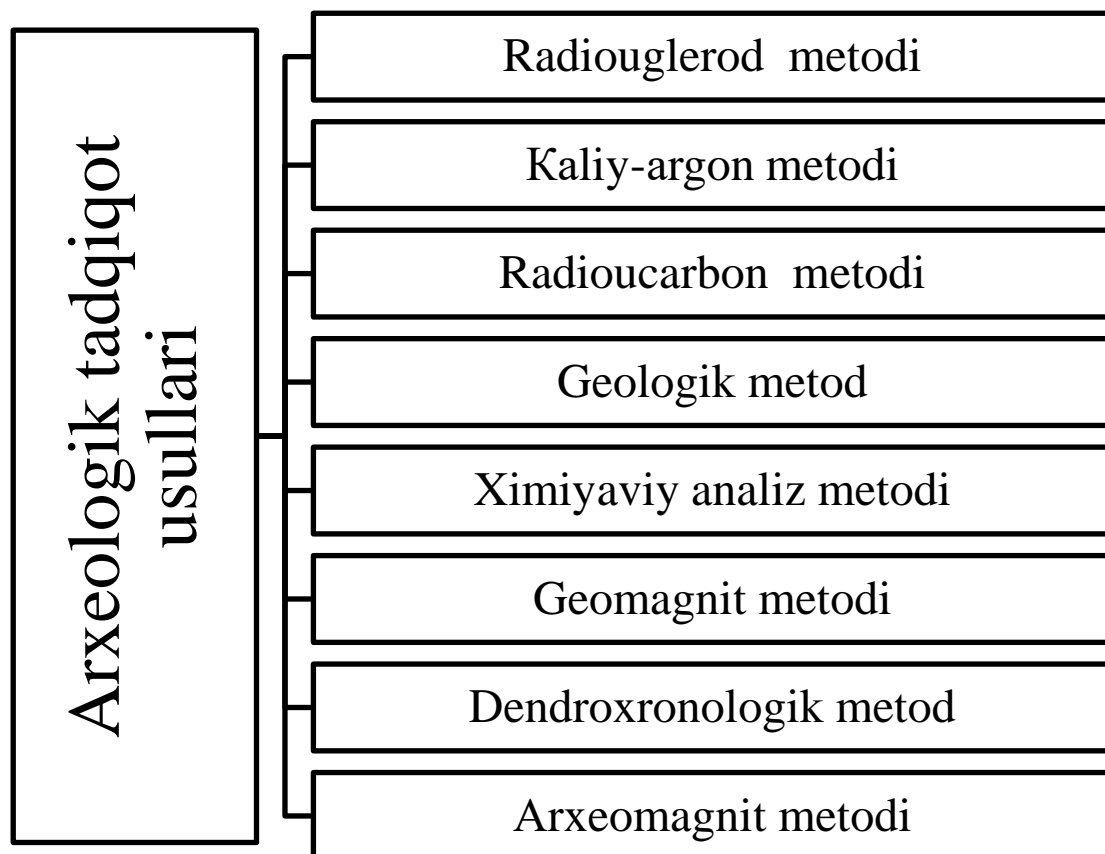 Arxeologik tadqiqot
usullari
Radiouglerod metodi
Kaliy-argon metodi
Radioucarbon metodi
Geologik metod
Ximiyaviy analiz metodi
Geomagnit metodi
Dendroxronologik metod
Arxeomagnit metodi